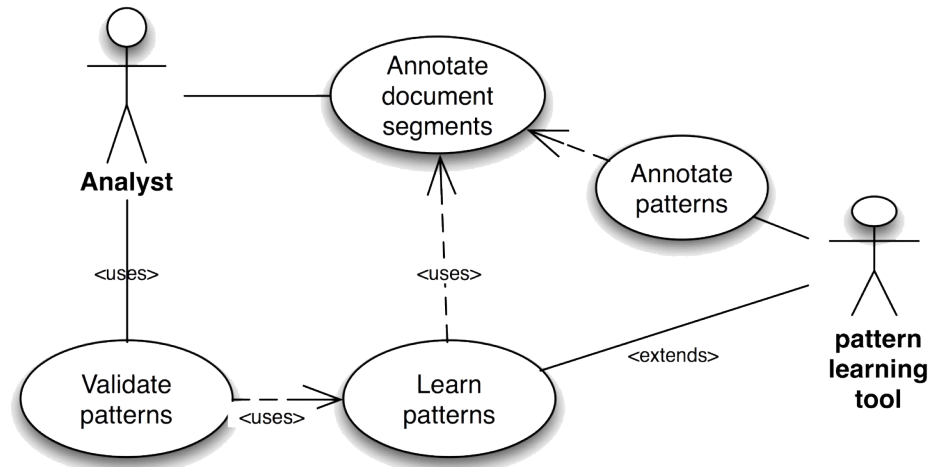 Annotate
document
segments
Annotate
patterns
Analyst
<uses>
<uses>
pattern
learning
tool
<extends>
Validate
patterns
<uses>
Learn
patterns